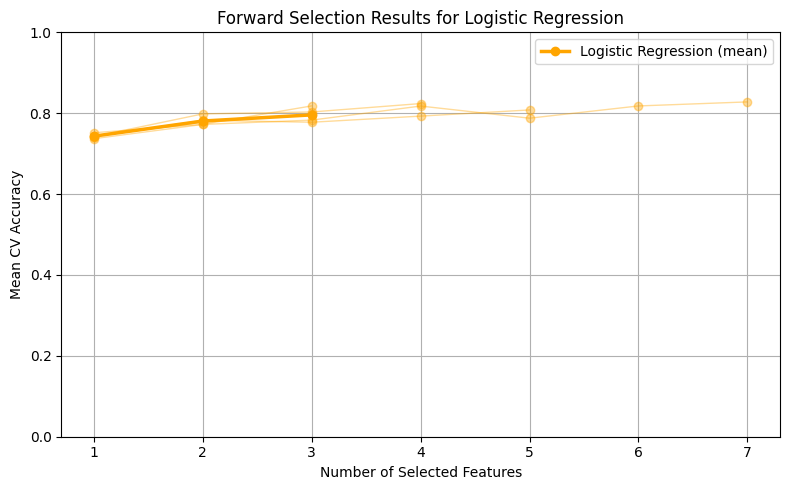 Forward Selection Results for Logistic Regression
Logistic Regression (mean)
Mean CV Accuracy
1.0
0.8
0.6
0.4
0.2
0.0
1 2 3 4 5 6 7
Number of Selected Features